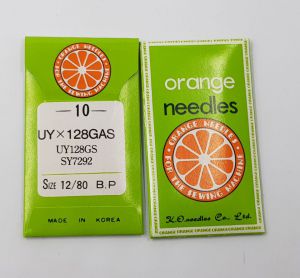 ORANGE NEEDLES
FOR THE SEWING MACHINE
10
UY×128GAS
UY128GS
SY7292
SIZE 12/80 B.P
MADE IN KOREA
orange
needles
ORANGE NEEDLES
FOR THE SEWING MACHINE
K.O.needles Co., Ltd.